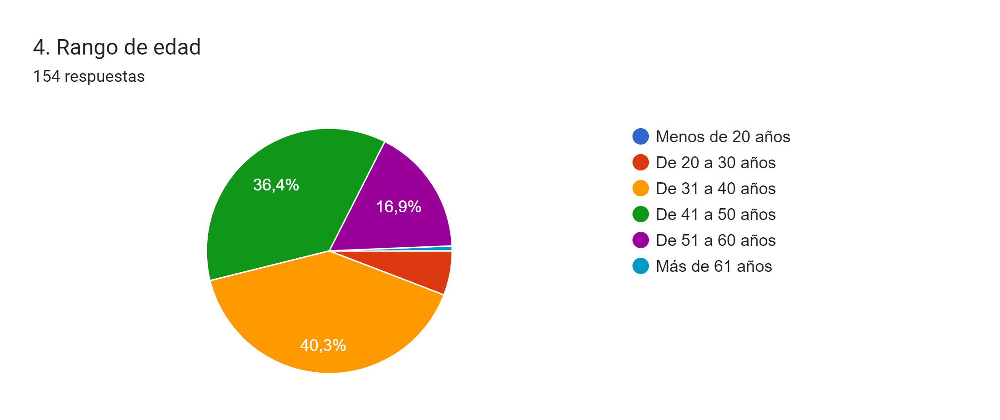 4. Rango de edad
154 respuestas
36,4%
16,9%
40,3%
Menos de 20 años
De 20 a 30 años
De 31 a 40 años
De 41 a 50 años
De 51 a 60 años
Más de 61 años